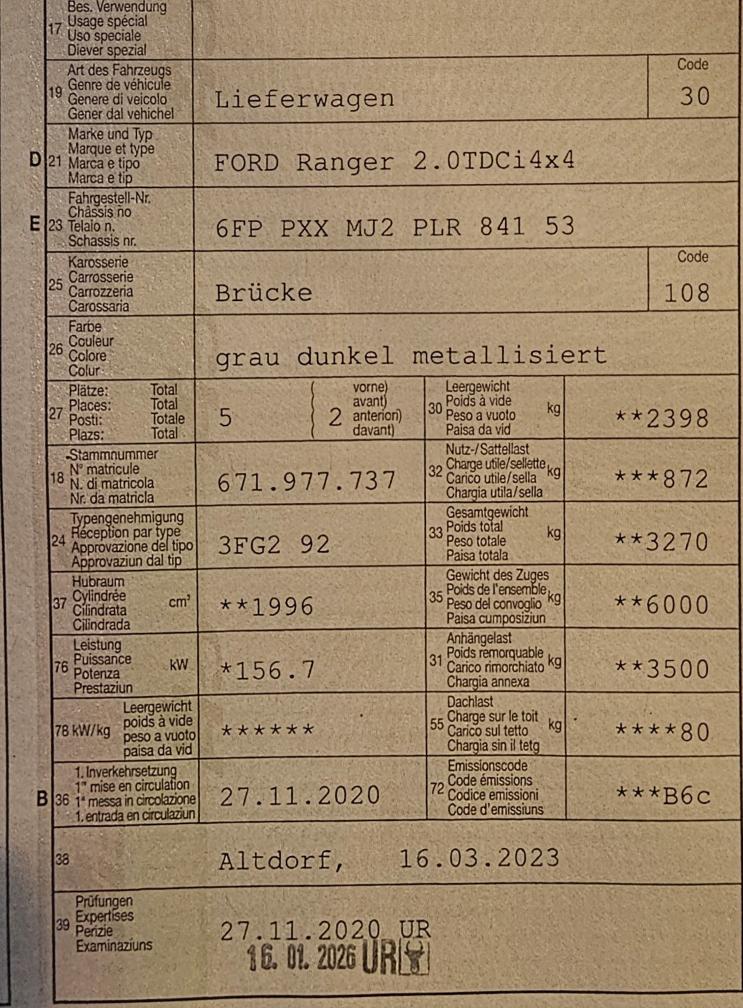 Bes. Verwendung
17 Usage spécial
Uso speciale
Diever spezial
Art des Fahrzeugs
19 Genre de véhicule
Genere di veicolo
Gener dal vehichel
Lieferwagen
Code
30
Marke und Typ
D 21 Marque et type
Marca e tipo
Marca e tip
FORD Ranger 2.0TDCi4x4
Fahrgestell-Nr.
Châssis no
E 23 Telaio n.
Schassis nr.
6FP PXX MJ2 PLR 841 53
Karosserie
25 Carrosserie
Carrozzeria
Carossaria
Brücke
Code
108
Farbe
26 Couleur
Colore
Colur
grau dunkel metallisiert
Plätze: Total
27 Places: Total
Posti: Totale
Plazs: Total
5 ( 2 vorne)
( avant)
( anteriori)
( davant)
Leergewicht
30 Poids à vide kg
Peso a vuoto
Paisa da vid
**2398
Stammnummer
18 N° matricule
N. di matricola
Nr. da matricla
671.977.737
Nutz-/Sattellast
32 Charge utile/sellette kg
Carico utile/sella
Chargia utila/sella
***872
Typengenehmigung
24 Réception par type
Approvazione del tipo
Approvaziun dal tip
3FG2 92
Gesamtgewicht
33 Poids total kg
Peso totale
Paisa totala
**3270
Hubraum
37 Cylindrée cm³
Cilindrata
Cilindrada
**1996
Gewicht des Zuges
35 Poids de l'ensemble kg
Peso del convoglio
Paisa cumposiziun
**6000
Leistung
76 Puissance kW
Potenza
Prestaziun
*156.7
Anhängelast
31 Poids remorquable kg
Carico rimorchiato
Chargia annexa
**3500
Leergewicht
78 kW/kg poids à vide
peso a vuoto
paisa da vid
******
Dachlast
55 Charge sur le toit kg
Carico sul tetto
Chargia sin il tetg
****80
1. Inverkehrsetzung
B 36 1re mise en circulation
1a messa in circolazione
1. entrada en circulaziun
27.11.2020
Emissionscode
72 Code émissions
Codice emissioni
Code d'emissiuns
***B6c
38 Altdorf, 16.03.2023
Prüfungen
39 Expertises
Perizie
Examinaziuns
27.11.2020 UR
16. 01. 2026 UR